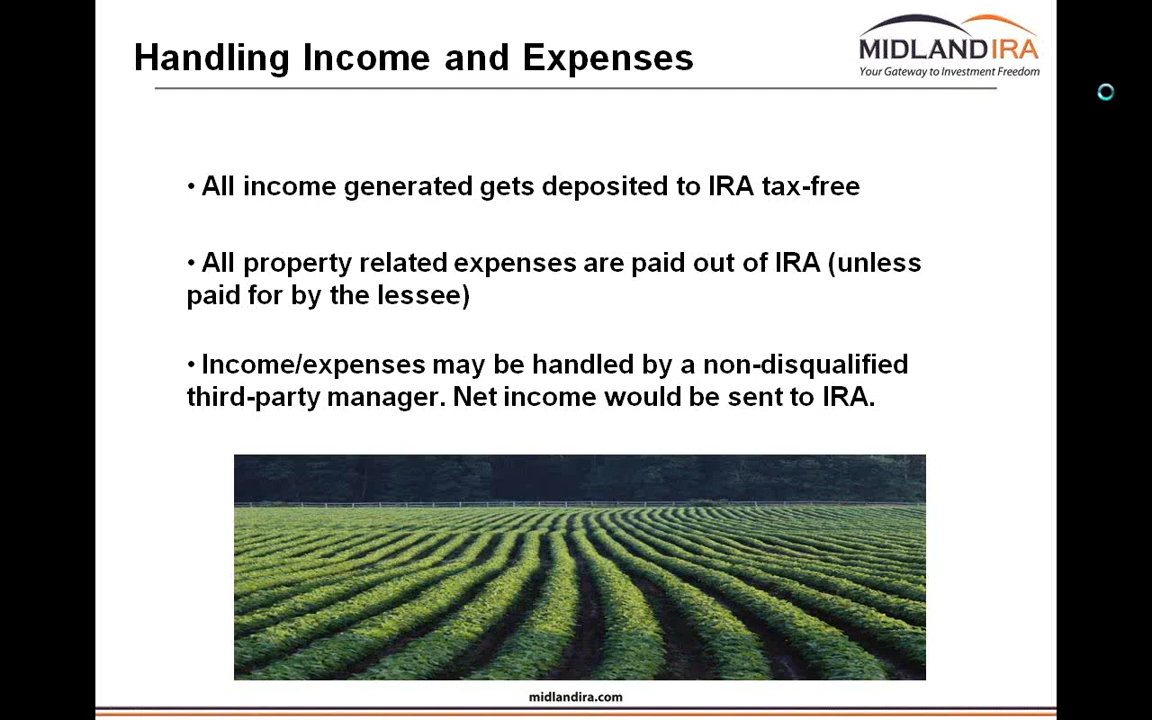 Handling Income and Expenses
MIDLANDIRA
Your Gateway to Investment Freedom
• All income generated gets deposited to IRA tax-free
• All property related expenses are paid out of IRA (unless
paid for by the lessee)
• Income/expenses may be handled by a non-disqualified
third-party manager. Net income would be sent to IRA.
midlandira.com